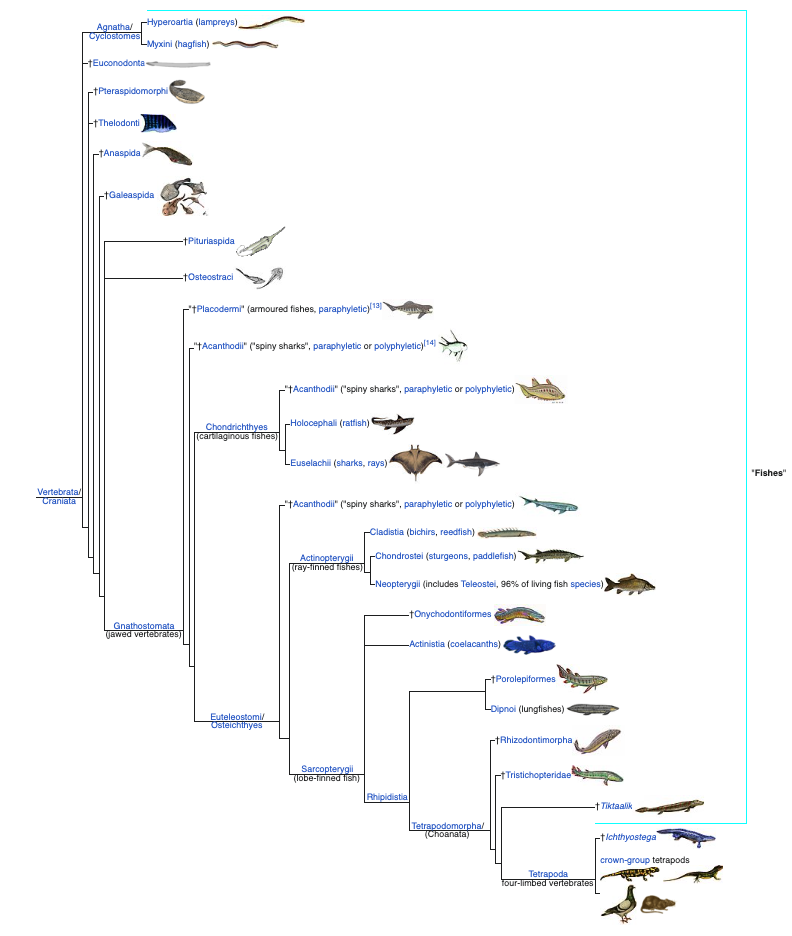 Agnatha/
Cyclostomes
Hyperoartia (lampreys)
Myxini (hagfish)
†Euconodonta
†Pteraspidomorphi
†Thelodonti
†Anaspida
†Galeaspida
†Pituriaspida
†Osteostraci
"†Placodermi" (armoured fishes, paraphyletic)[13]
"†Acanthodii" ("spiny sharks", paraphyletic or polyphyletic)[14]
"†Acanthodii" ("spiny sharks", paraphyletic or polyphyletic)
Chondrichthyes
(cartilaginous fishes)
Holocephali (ratfish)
Euselachii (sharks, rays)
"Fishes"
Vertebrata/
Craniata
"†Acanthodii" ("spiny sharks", paraphyletic or polyphyletic)
Cladistia (bichirs, reedfish)
Actinopterygii
(ray-finned fishes)
Chondrostei (sturgeons, paddlefish)
Neopterygii (includes Teleostei, 96% of living fish species)
†Onychodontiformes
Gnathostomata
(jawed vertebrates)
Actinistia (coelacanths)
†Porolepiformes
Dipnoi (lungfishes)
Euteleostomi/
Osteichthyes
†Rhizodontimorpha
Sarcopterygii
(lobe-finned fish)
†Tristichopteridae
Rhipidistia
†Tiktaalik
Tetrapodomorpha/
(Choanata)
†Ichthyostega
crown-group tetrapods
Tetrapoda
four-limbed vertebrates